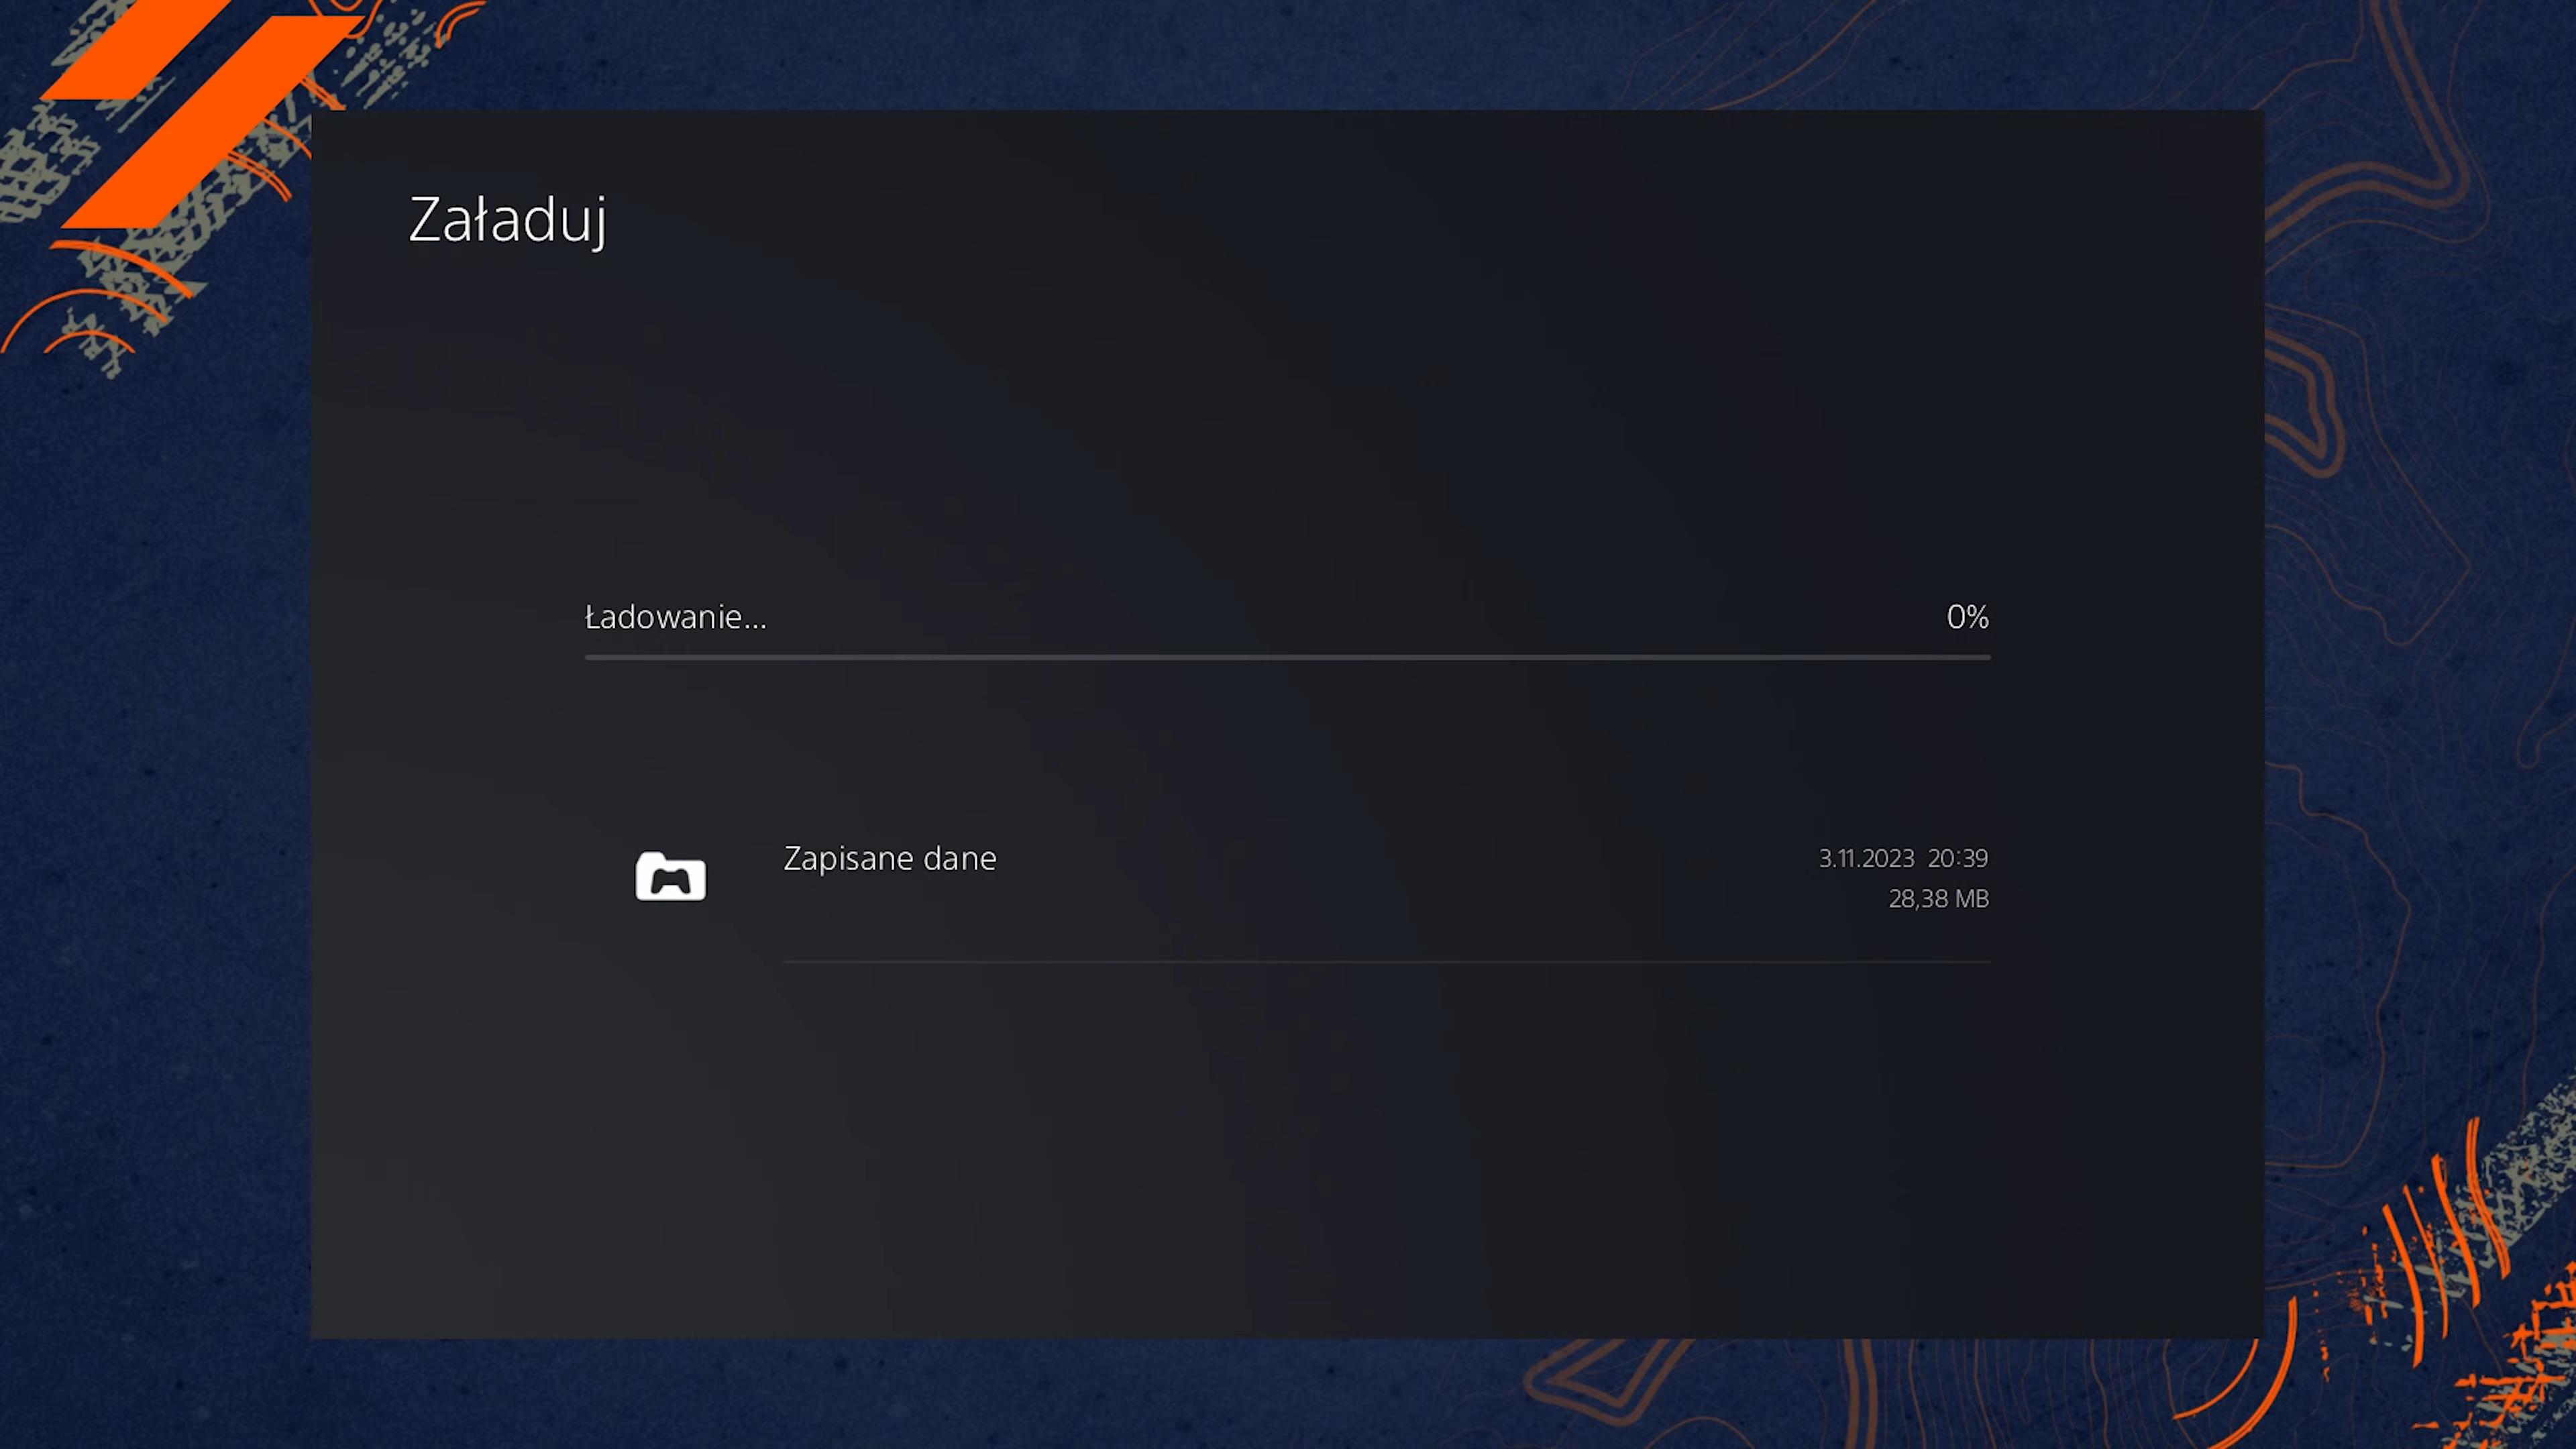 Załaduj
Ładowanie...
0%
Zapisane dane
3.11.2023 20:39
28,38 MB